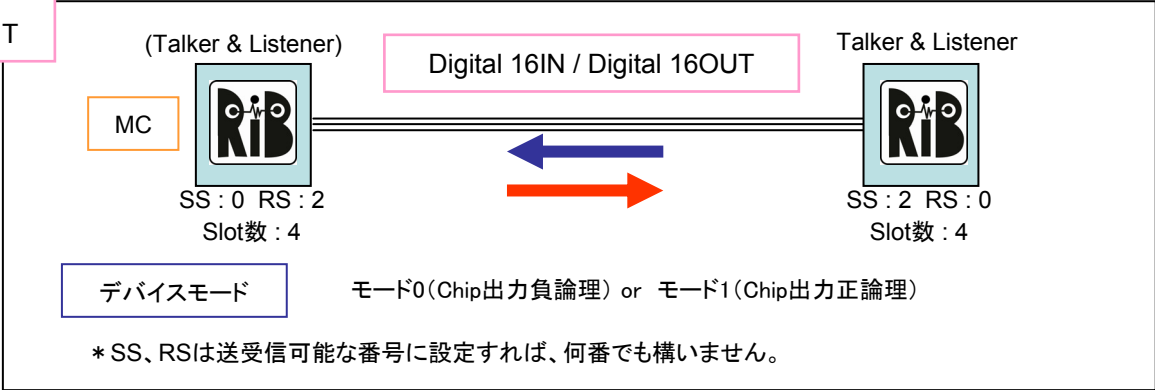 T
(Talker & Listener)
Digital 16IN / Digital 16OUT
Talker & Listener
MC
RiB
RiB
SS : 0 RS : 2
Slot数 : 4
SS : 2 RS : 0
Slot数 : 4
デバイスモード
モード0(Chip出力負論理) or モード1(Chip出力正論理)
*SS、RSは送受信可能な番号に設定すれば、何番でも構いません。